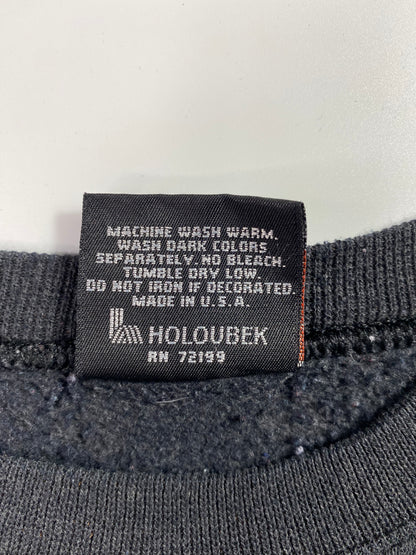 MACHINE WASH WARM.
WASH DARK COLORS
SEPARATELY. NO BLEACH.
TUMBLE DRY LOW.
DO NOT IRON IF DECORATED.
MADE IN U.S.A.
HOLOUBEK
RN 72199